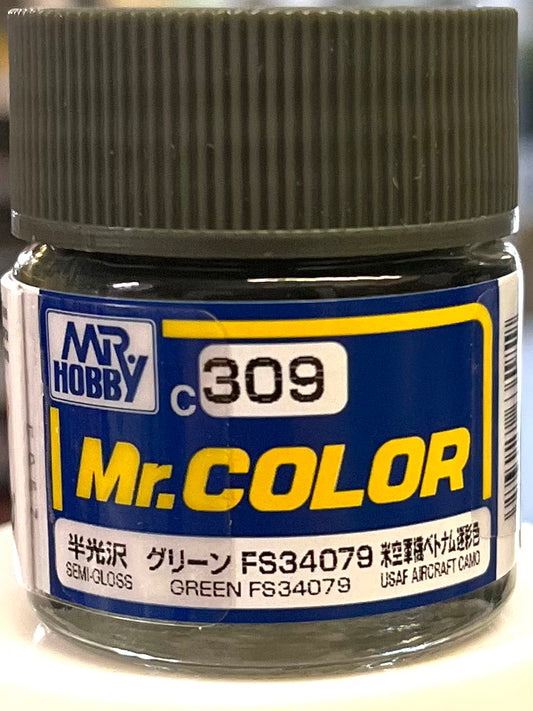 MR. HOBBY
C309
Mr.COLOR
半光沢 グリーン FS34079 米空軍機ベトナム迷彩色
SEMI-GLOSS GREEN FS34079 USAF AIRCRAFT CAMO